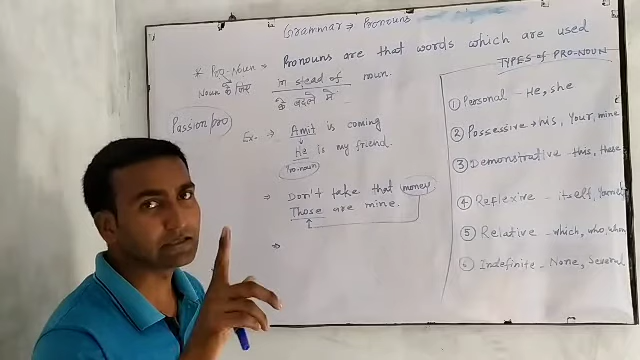 Grammar ⇒ Pronouns
* Pro-Noun ⇒ Pronouns are that words which are used
Noun के लिए in stead of noun.
के बदले में
Passion pro
Ex- ⇒ Amit is coming
He is my friend.
Pro-noun
⇒ Don't take that money
Those are mine.
⇒
TYPES of PRO-NOUN
① Personal - He, she
② Possessive → his, Your, mine
③ Demonstrative this, these
④ Reflexive - itself,
⑤ Relative - which, who, whom
⑥ Indefinite - None, Several